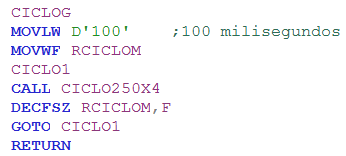 CICLOG
MOVLW D'100' ;100 milisegundos
MOVWF RCICLOM
CICLO1
CALL CICLO250X4
DECFSZ RCICLOM,F
GOTO CICLO1
RETURN